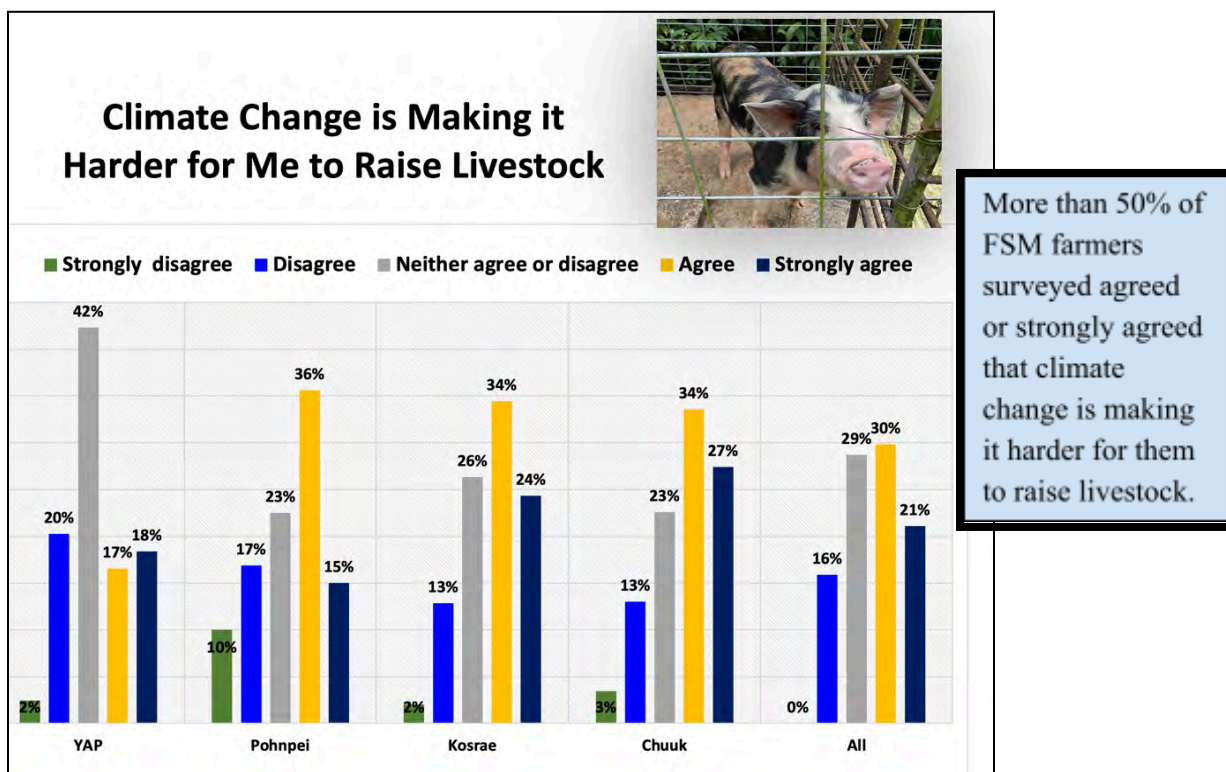 Climate Change is Making it
Harder for Me to Raise Livestock
Strongly disagree Disagree Neither agree or disagree Agree Strongly agree
2% 20% 42% 17% 18%
10% 17% 23% 36% 15%
2% 13% 26% 34% 24%
3% 13% 23% 34% 27%
0% 16% 29% 30% 21%
YAP Pohnpei Kosrae Chuuk All
More than 50% of
FSM farmers
surveyed agreed
or strongly agreed
that climate
change is making
it harder for them
to raise livestock.